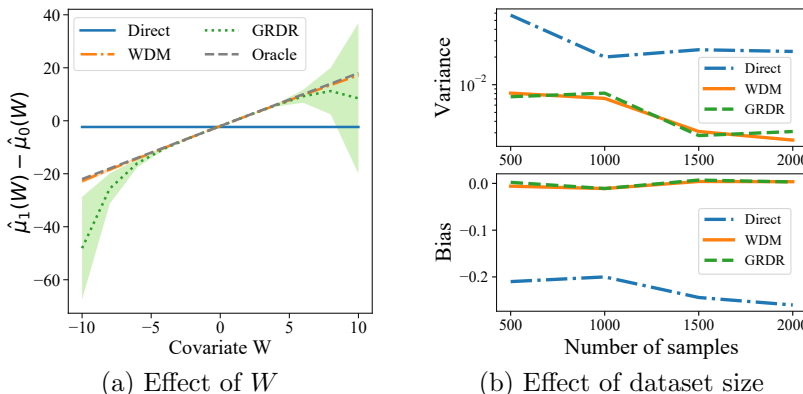 Direct
WDM
GRDR
Oracle
40
20
0
−20
−40
−60
μ̂₁(W) − μ̂₀(W)
−10
−5
0
5
10
Covariate W
(a) Effect of W
Variance
10⁻²
Direct
WDM
GRDR
500
1000
1500
2000
Bias
0.0
−0.1
−0.2
Direct
WDM
GRDR
500
1000
1500
2000
Number of samples
(b) Effect of dataset size